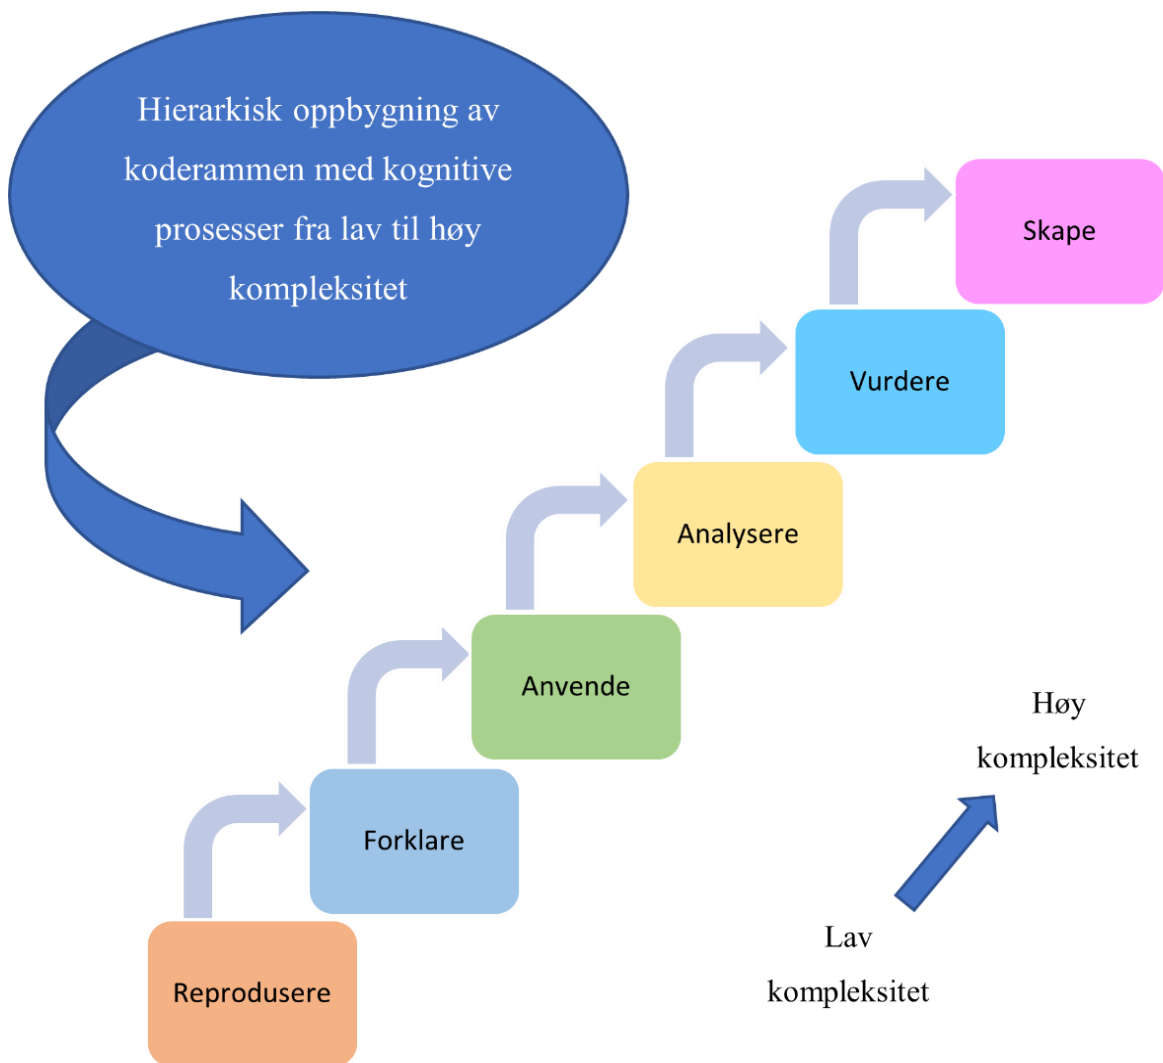 Hierarkisk oppbygning av
koderammen med kognitive
prosesser fra lav til høy
kompleksitet
Skape
Vurdere
Analysere
Anvende
Forklare
Reprodusere
Høy
kompleksitet
Lav
kompleksitet